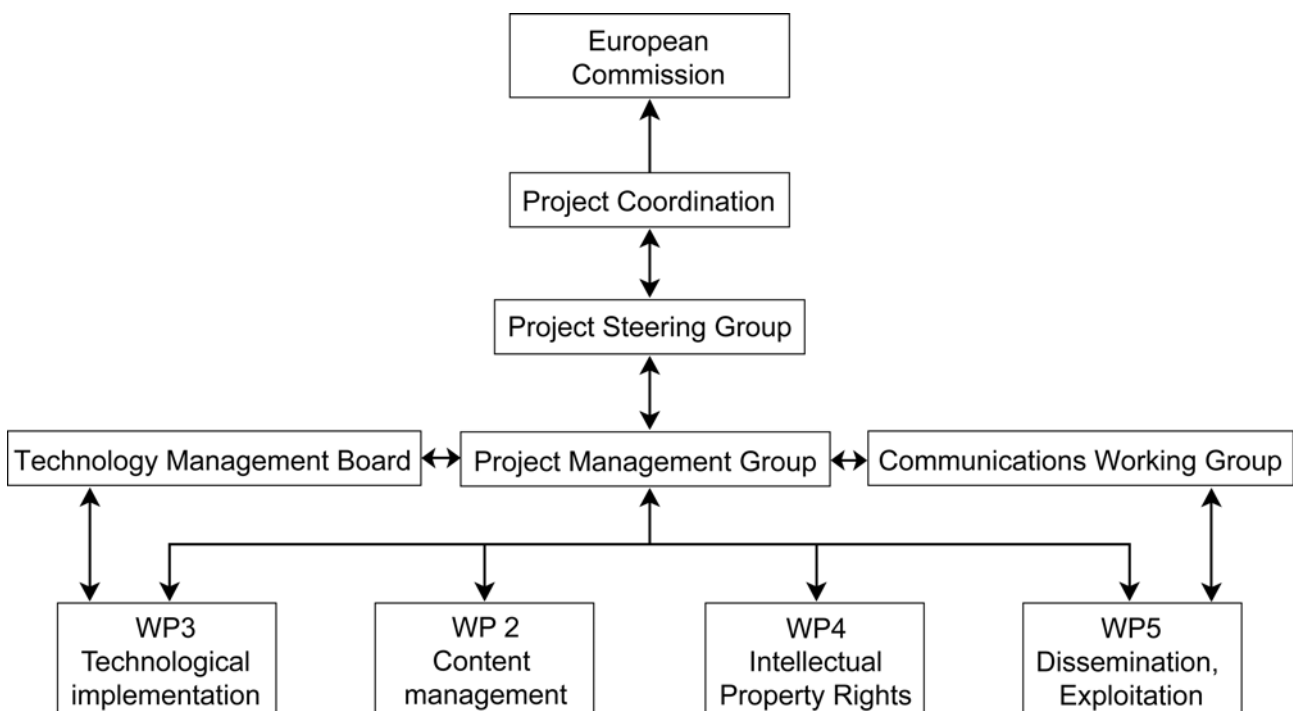 European
Commission
Project Coordination
Project Steering Group
Technology Management Board
Project Management Group
Communications Working Group
WP3
Technological
implementation
WP 2
Content
management
WP4
Intellectual
Property Rights
WP5
Dissemination,
Exploitation